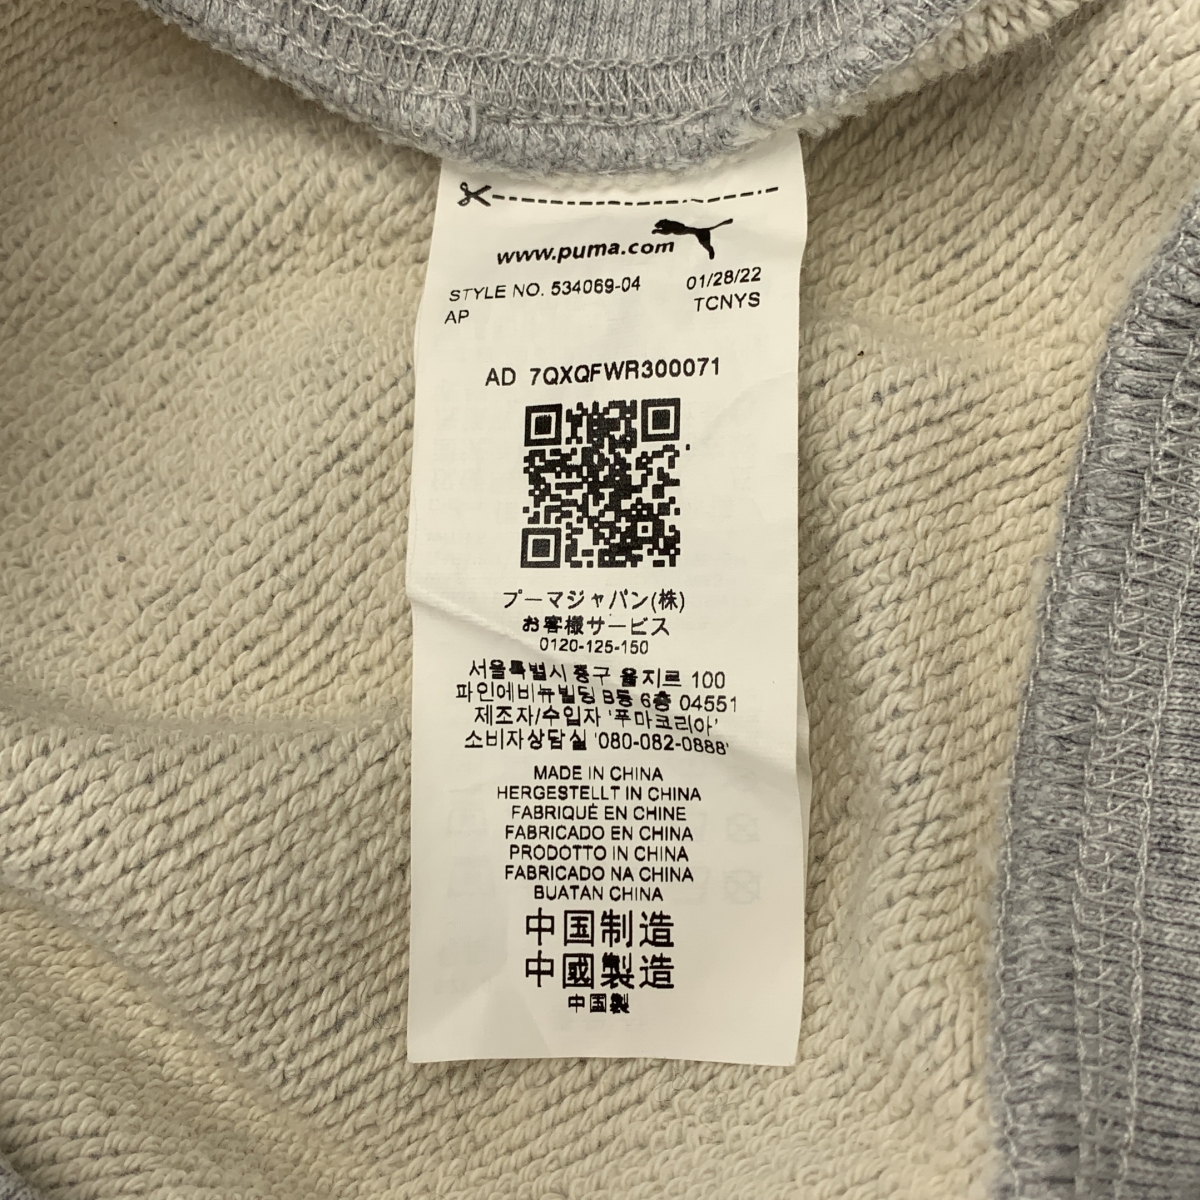 www.puma.com
STYLE NO. 534069-04 01/28/22
AP TCNYS
AD 7QXQFWR300071
プーマジャパン(株)
お客様サービス
0120-125-150
서울특별시 중구 을지로 100
파인에비뉴빌딩 B동 6층 04551
제조자/수입자 '푸마코리아'
소비자상담실 '080-082-0888'
MADE IN CHINA
HERGESTELLT IN CHINA
FABRIQUÉ EN CHINE
FABRICADO EN CHINA
PRODOTTO IN CHINA
FABRICADO NA CHINA
BUATAN CHINA
中国制造
中國製造
中国製